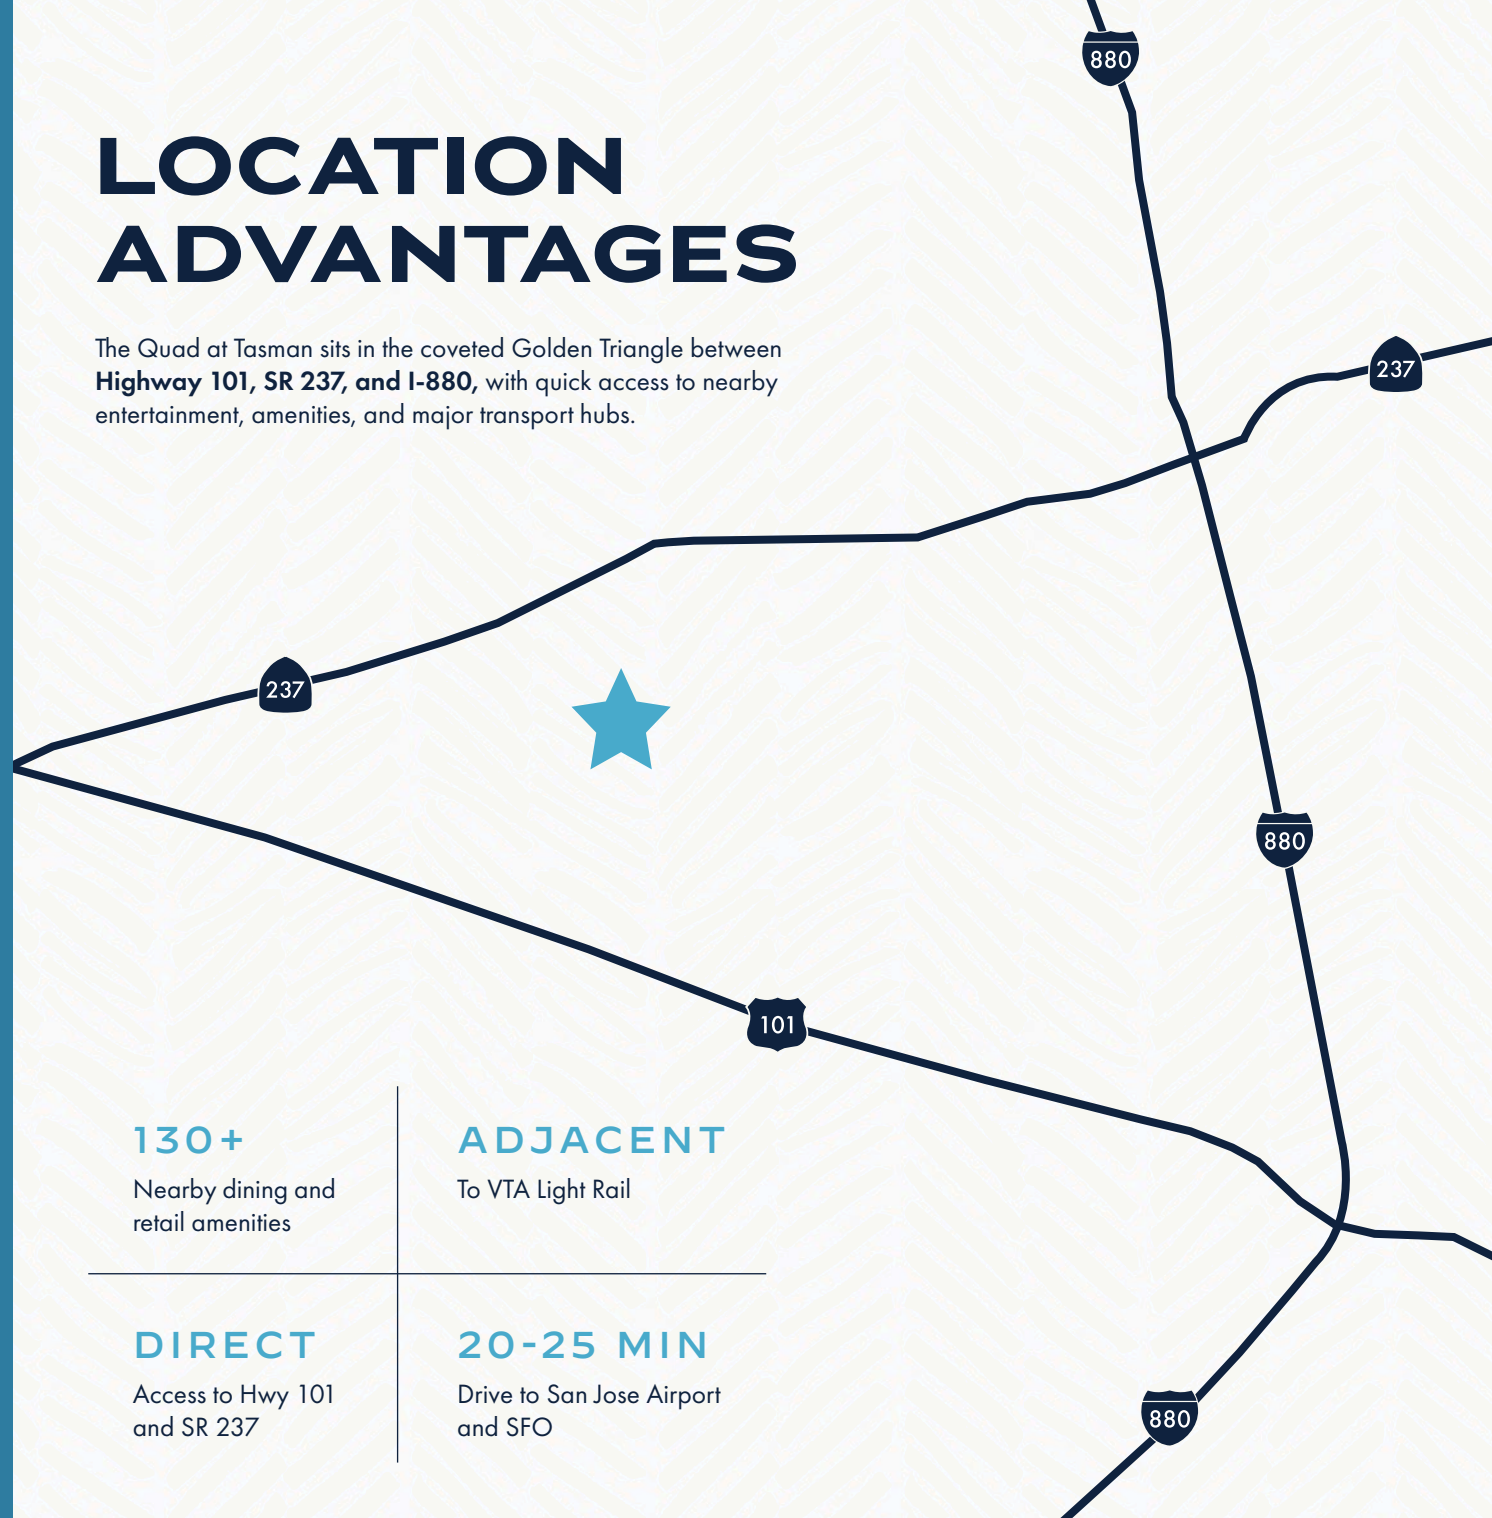 880
LOCATION
ADVANTAGES
The Quad at Tasman sits in the coveted Golden Triangle between
Highway 101, SR 237, and I-880, with quick access to nearby
entertainment, amenities, and major transport hubs.
237
237
880
101
130+
Nearby dining and
retail amenities
ADJACENT
To VTA Light Rail
DIRECT
Access to Hwy 101
and SR 237
20-25 MIN
Drive to San Jose Airport
and SFO
880